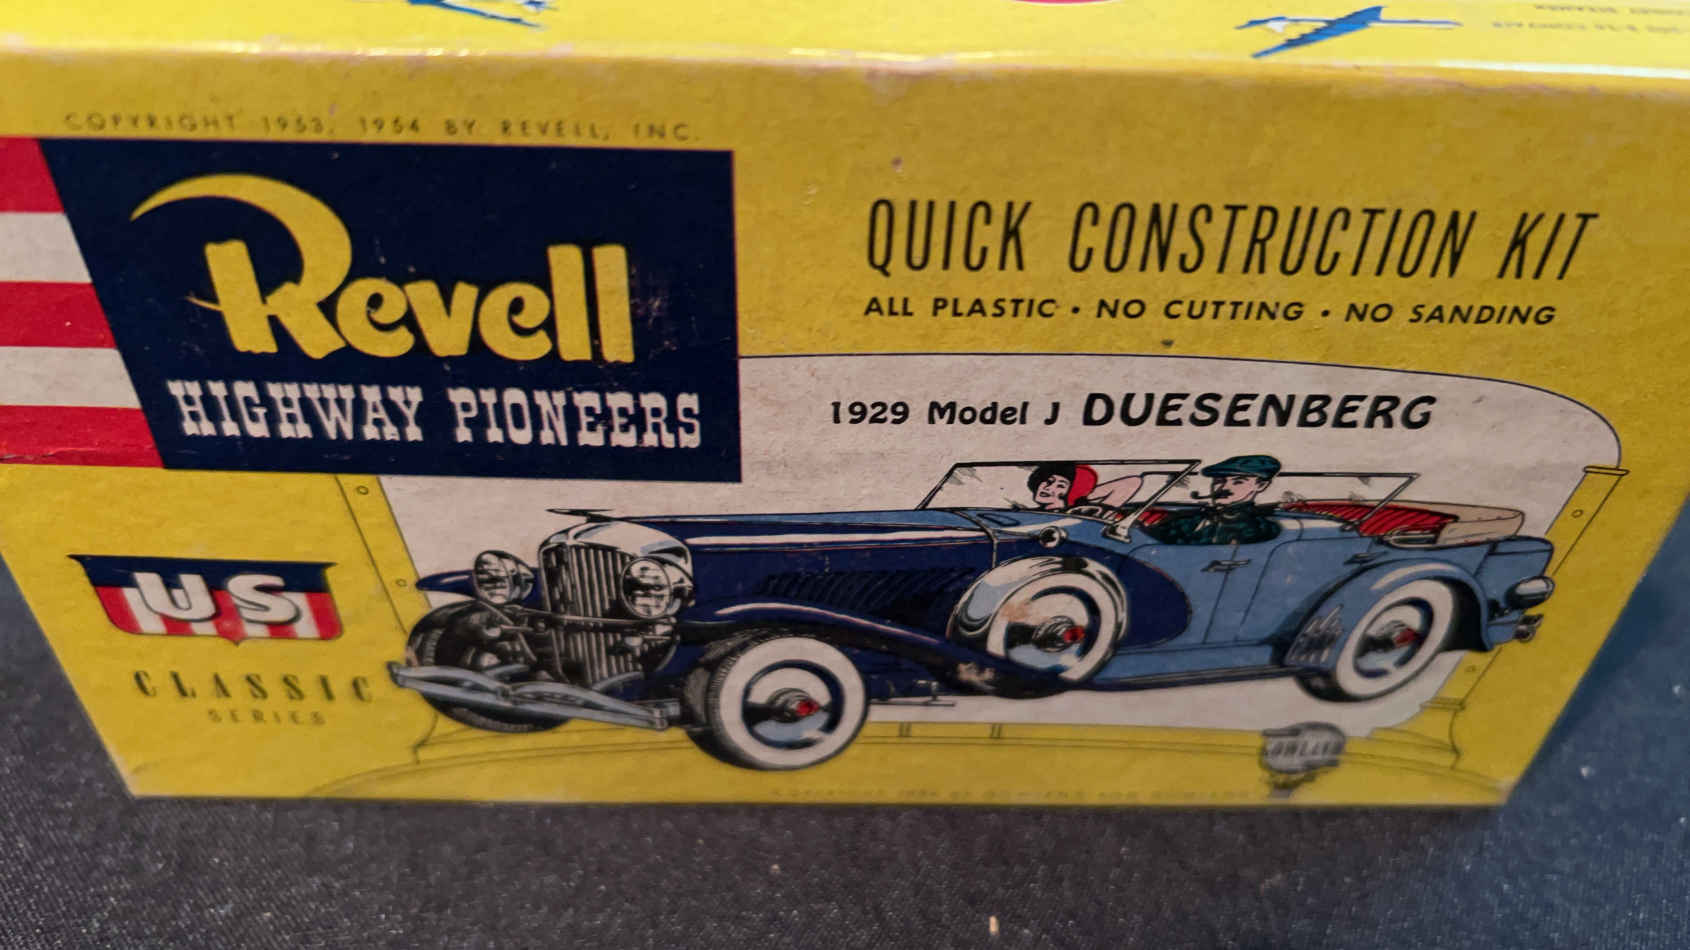 COPYRIGHT 1953, 1954 BY REVELL, INC.
Revell
HIGHWAY PIONEERS
QUICK CONSTRUCTION KIT
ALL PLASTIC • NO CUTTING • NO SANDING
1929 Model J DUESENBERG
US
CLASSIC
SERIES
GOWLAND